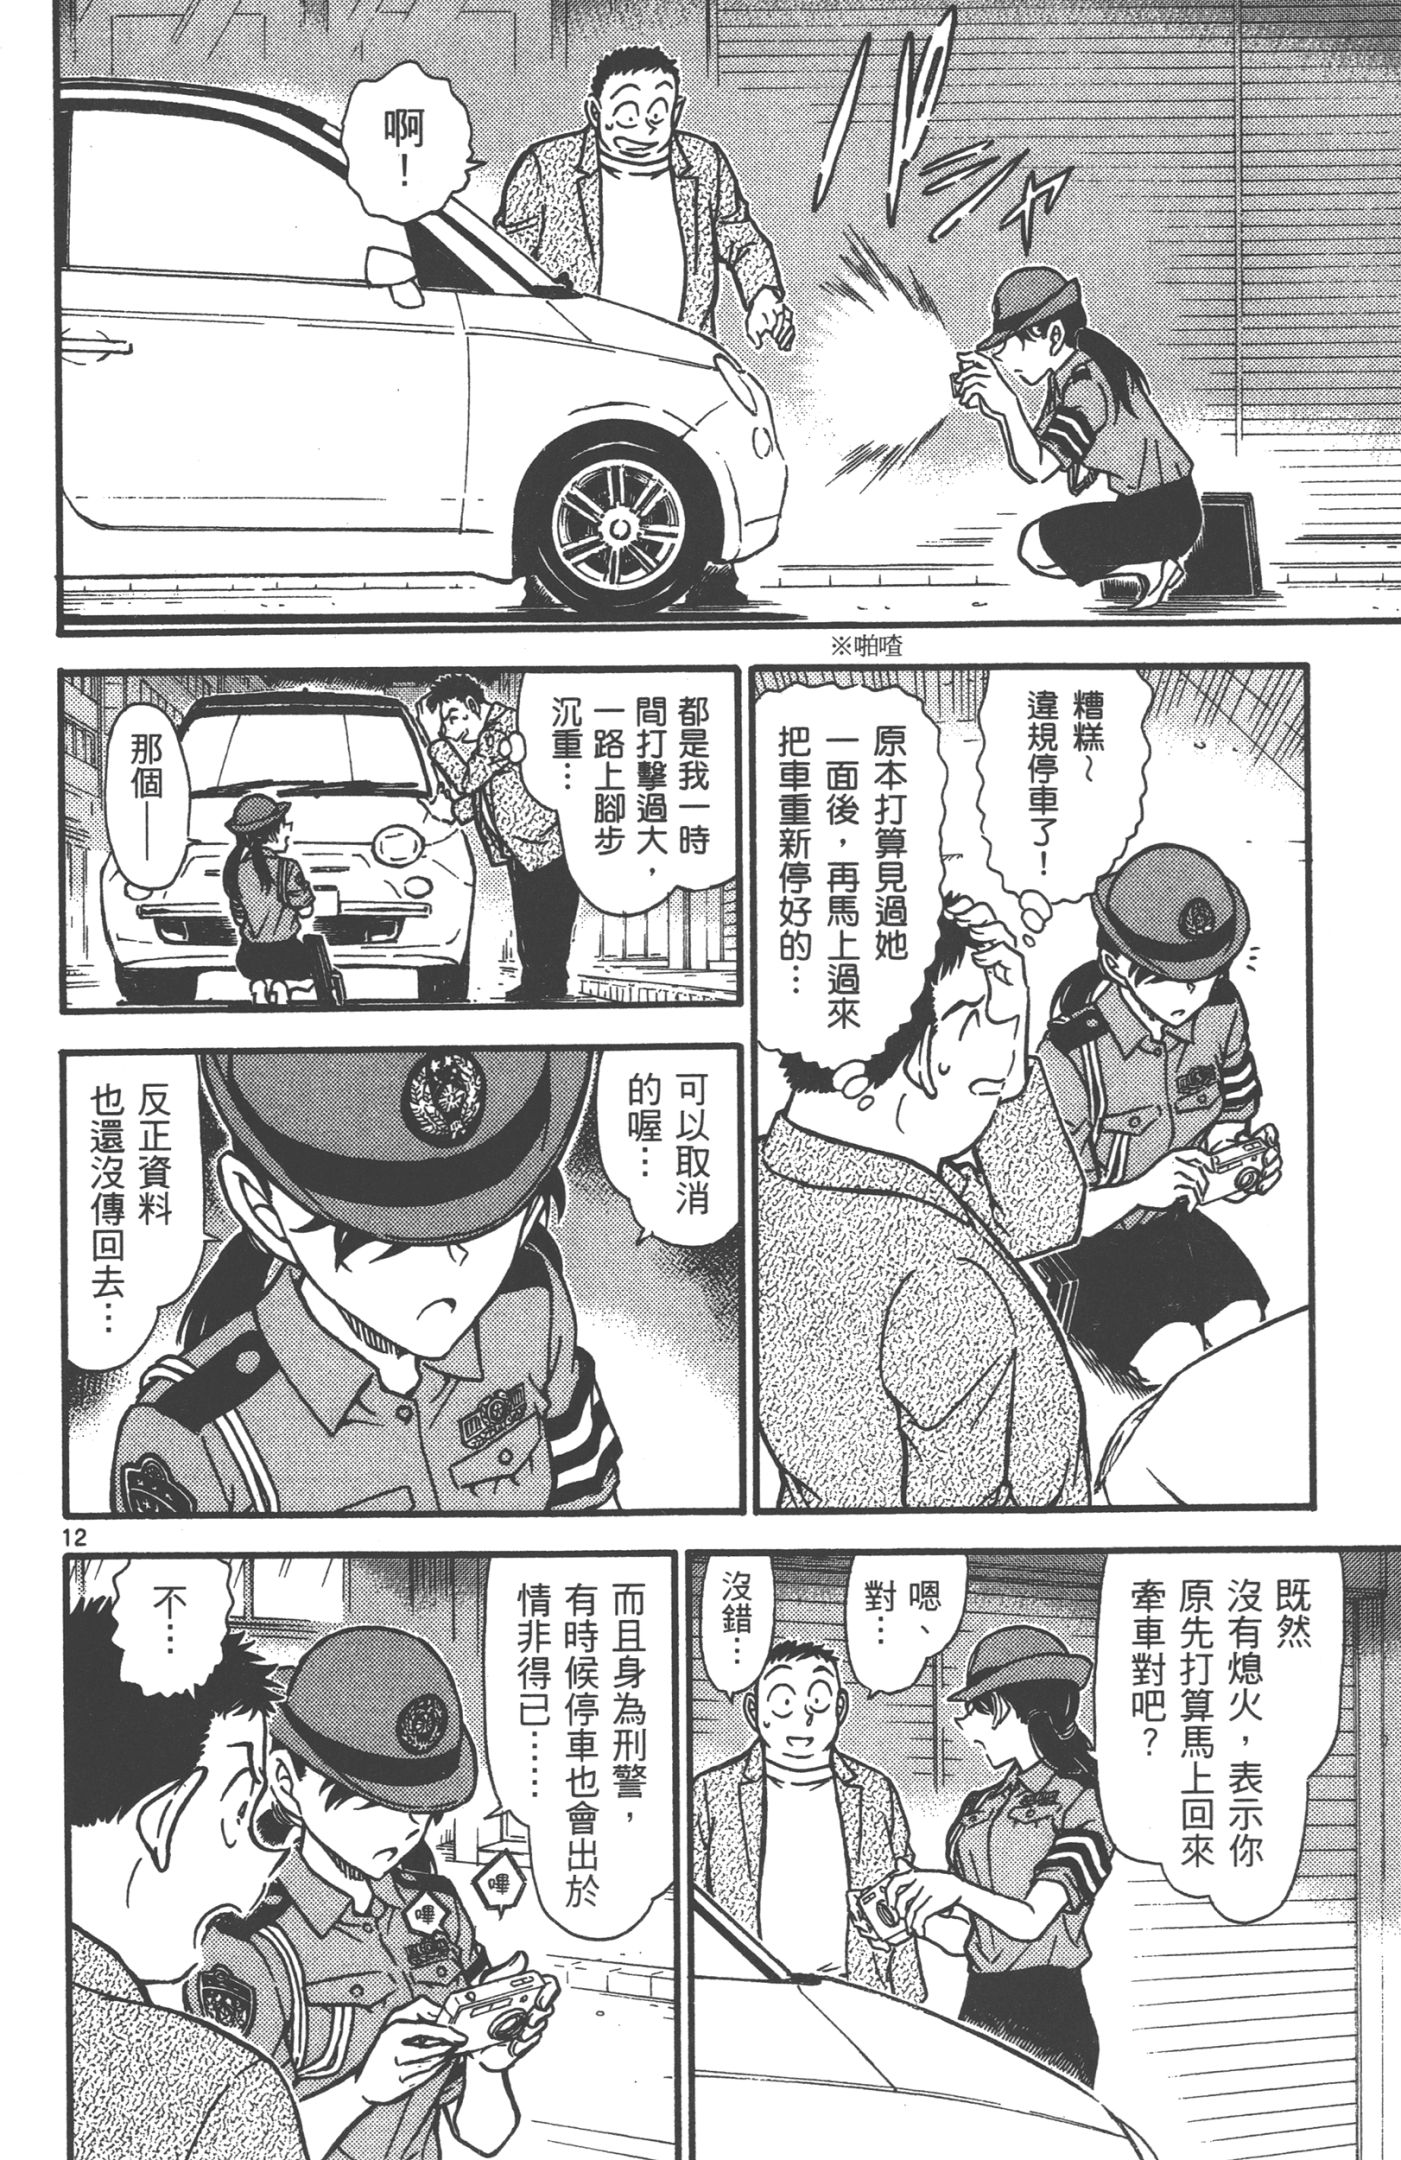 啊！
カシャ
※啪喳
糟糕～
違規停車了！
原本打算見過她
一面後，再馬上過來
把車重新停好的…
都是我一時
間打擊過大，
一路上腳步
沉重…
那個——
可以取消
的喔…
反正資料
也還沒傳回去…
12
既然
沒有熄火，表示你
原先打算馬上回來
牽車對吧？
嗯、
對…
沒錯…
而且身為刑警，
有時候停車也會出於
情非得已……
嗶
嗶
不…